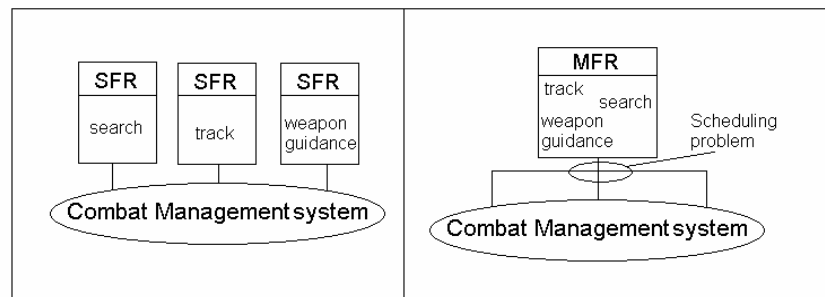 SFR
search
SFR
track
SFR
weapon
guidance
Combat Management system
MFR
track
search
weapon
guidance
Scheduling
problem
Combat Management system